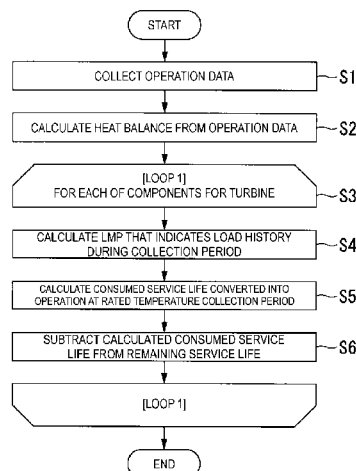 START
COLLECT OPERATION DATA
S1
CALCULATE HEAT BALANCE FROM OPERATION DATA
S2
[LOOP 1]
FOR EACH OF COMPONENTS FOR TURBINE
S3
CALCULATE LMP THAT INDICATES LOAD HISTORY
DURING COLLECTION PERIOD
S4
CALCULATE CONSUMED SERVICE LIFE CONVERTED INTO
OPERATION AT RATED TEMPERATURE COLLECTION PERIOD
S5
SUBTRACT CALCULATED CONSUMED SERVICE
LIFE FROM REMAINING SERVICE LIFE
S6
[LOOP 1]
END